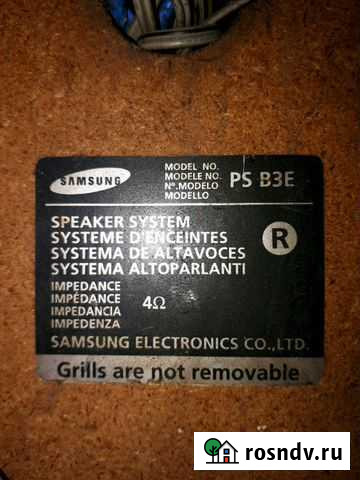 SAMSUNG
MODEL NO.
MODELE NO.
Nº.MODELO
MODELLO
PS B3E
SPEAKER SYSTEM
SYSTEME D'ENCEINTES
SYSTEMA DE ALTAVOCES
SYSTEMA ALTOPARLANTI
R
IMPEDANCE
IMPÉDANCE
IMPEDANCIA
IMPEDENZA
4Ω
SAMSUNG ELECTRONICS CO.,LTD.
Grills are not removable
rosndv.ru